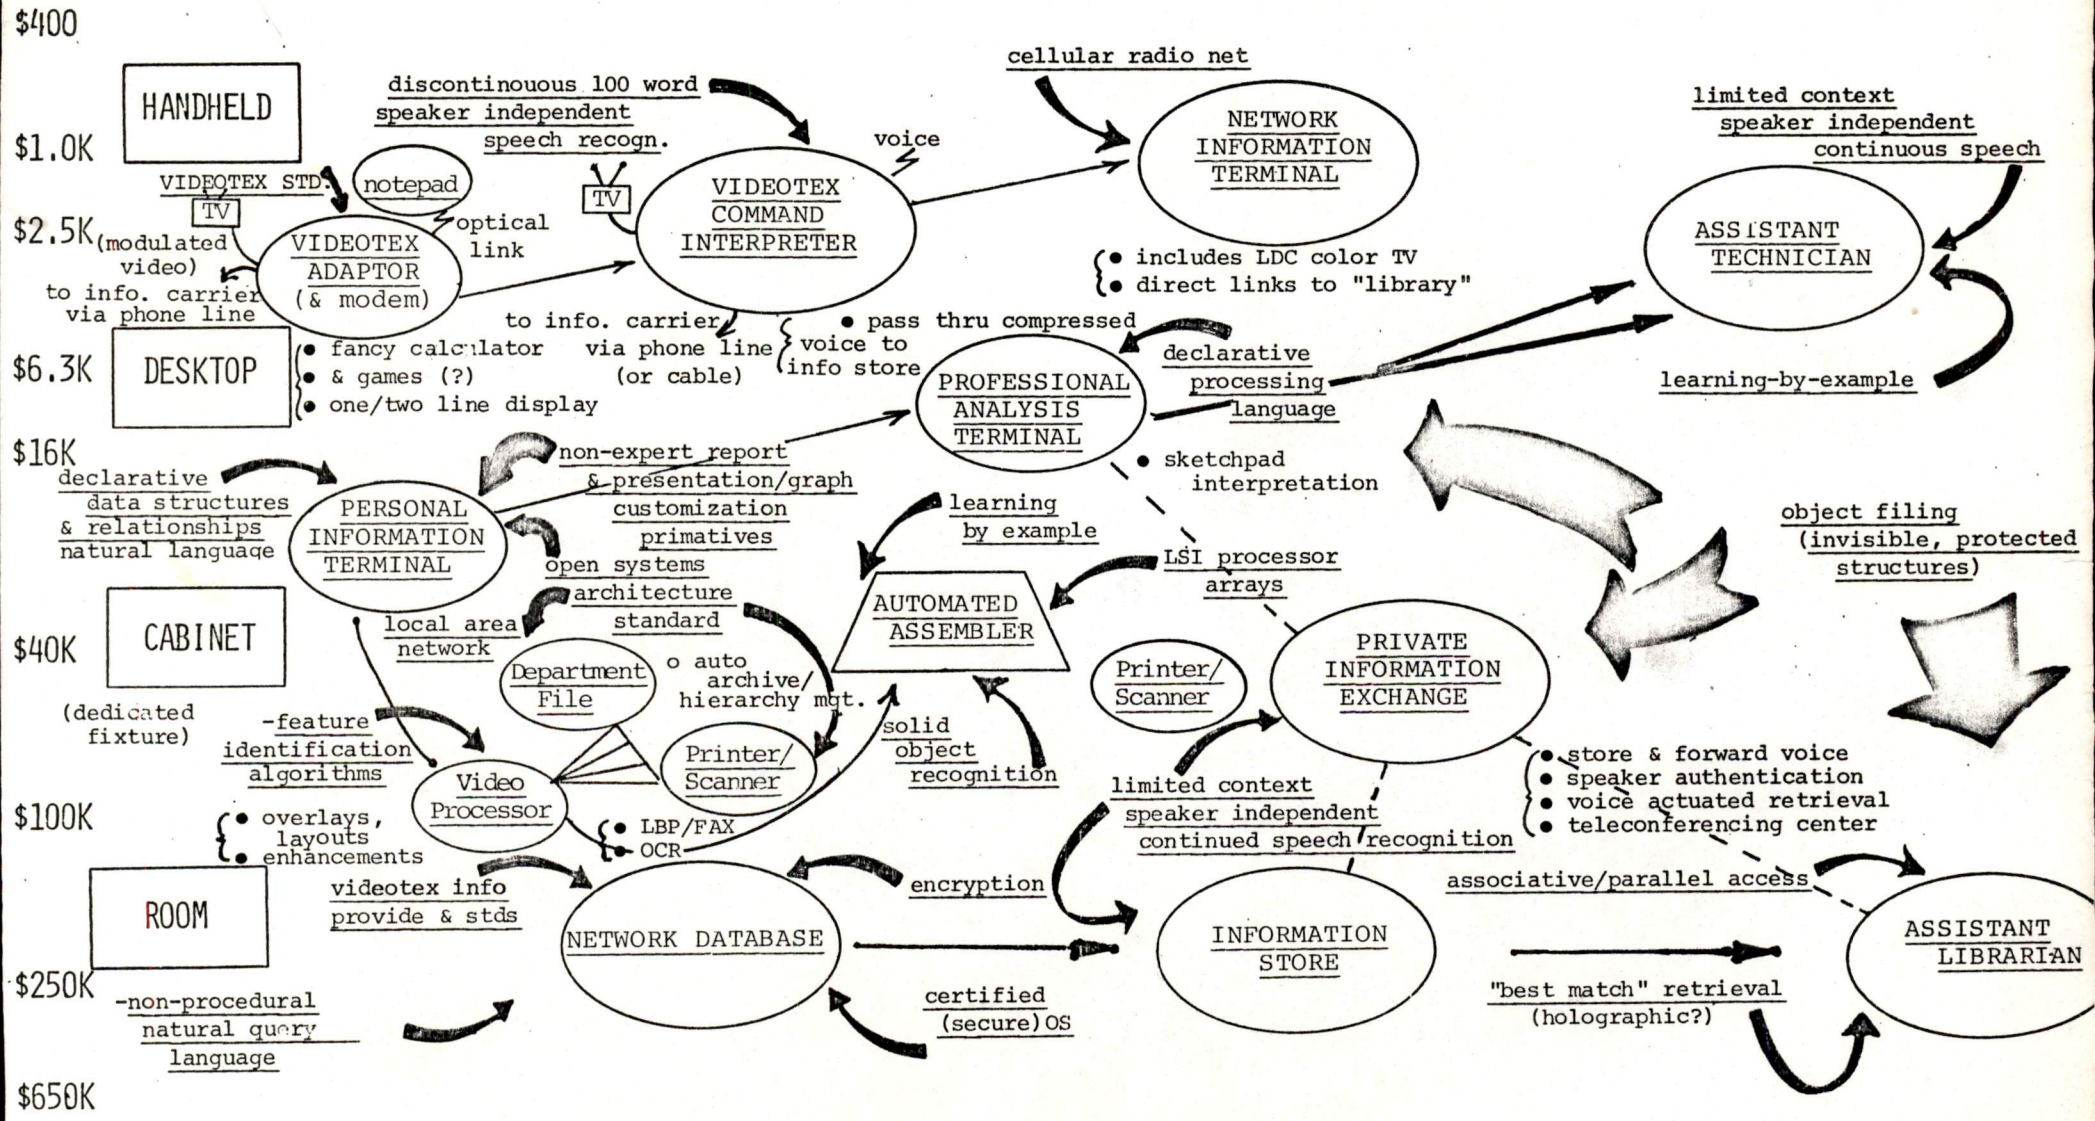 $400
HANDHELD
$1.0K
VIDEOTEX STD.
TV
$2.5K
(modulated
video)
to info. carrier
via phone line
notepad
optical
link
VIDEOTEX
ADAPTOR
(& modem)
discontinouous 100 word
speaker independent
speech recogn.
TV
voice
VIDEOTEX
COMMAND
INTERPRETER
to info. carrier
via phone line
(or cable)
• pass thru compressed
voice to
info store
cellular radio net
NETWORK
INFORMATION
TERMINAL
• includes LDC color TV
• direct links to "library"
limited context
speaker independent
continuous speech
ASSISTANT
TECHNICIAN
learning-by-example
DESKTOP
$6.3K
• fancy calculator
• & games (?)
• one/two line display
PROFESSIONAL
ANALYSIS
TERMINAL
declarative
processing
language
• sketchpad
interpretation
$16K
declarative
data structures
& relationships
natural language
PERSONAL
INFORMATION
TERMINAL
non-expert report
& presentation/graph
customization
primatives
open systems
architecture
standard
learning
by example
LSI processor
arrays
object filing
(invisible, protected
structures)
CABINET
$40K
(dedicated
fixture)
local area
network
Department
File
o auto
archive/
hierarchy mgt.
AUTOMATED
ASSEMBLER
Printer/
Scanner
PRIVATE
INFORMATION
EXCHANGE
-feature
identification
algorithms
Video
Processor
Printer/
Scanner
solid
object
recognition
limited context
speaker independent
continued speech recognition
• store & forward voice
• speaker authentication
• voice actuated retrieval
• teleconferencing center
$100K
• overlays,
layouts
• enhancements
• LBP/FAX
• OCR
ROOM
videotex info
provide & stds
encryption
associative/parallel access
NETWORK DATABASE
INFORMATION
STORE
ASSISTANT
LIBRARIAN
$250K
-non-procedural
natural query
language
certified
(secure) OS
"best match" retrieval
(holographic?)
$650K